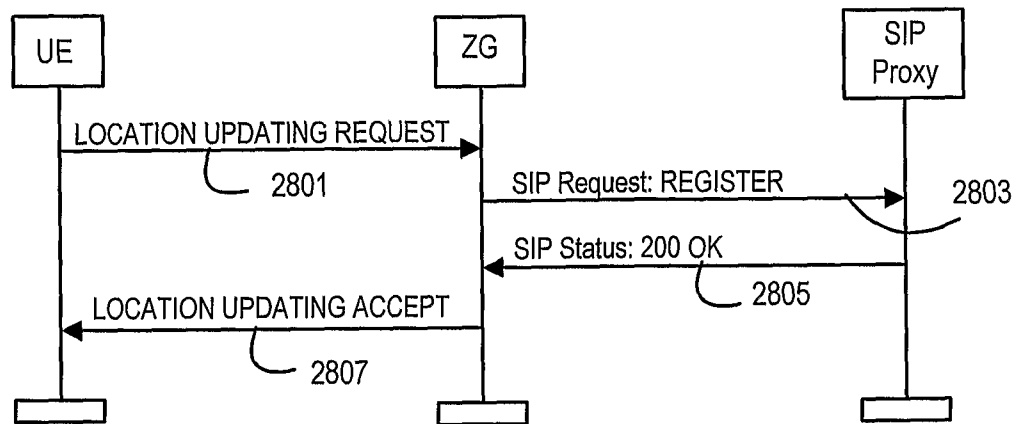 UE
ZG
SIP
Proxy
LOCATION UPDATING REQUEST
2801
SIP Request: REGISTER
2803
SIP Status: 200 OK
2805
LOCATION UPDATING ACCEPT
2807